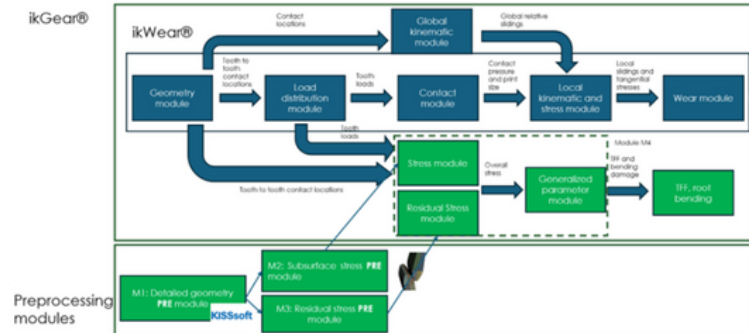 ikGear®
ikWear®
Contact
locations
Global
kinematic
module
Global relative
slidings
Geometry
module
Tooth to
tooth
contact
locations
Load
distribution
module
Tooth
loads
Contact
module
Contact
pressure
and print
size
Local
kinematic and
stress module
Local
slidings and
tangential
stresses
Wear module
Tooth
loads
Tooth to tooth contact locations
Stress
module
Residual Stress
module
Overall
stress
Generalized
parameter
module
Module M4
TFF and
bending
damage
TFF, root
bending
Preprocessing
modules
M1: Detailed geometry
PRE module
KISSsoft
M2: Subsurface stress PRE
module
M3: Residual stress PRE
module